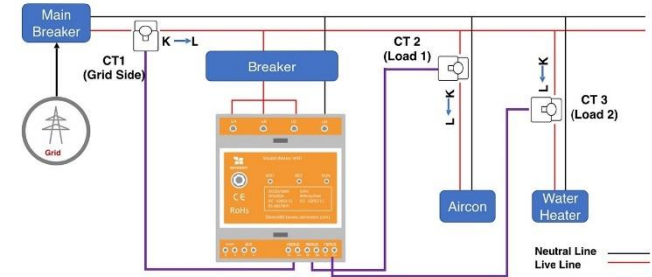 Main
Breaker
CT1
(Grid Side)
K → L
Breaker
CT 2
(Load 1)
K → L
K → L
CT 3
(Load 2)
Grid
CE
RoHS
Aircon
Water
Heater
Neutral Line
Live Line